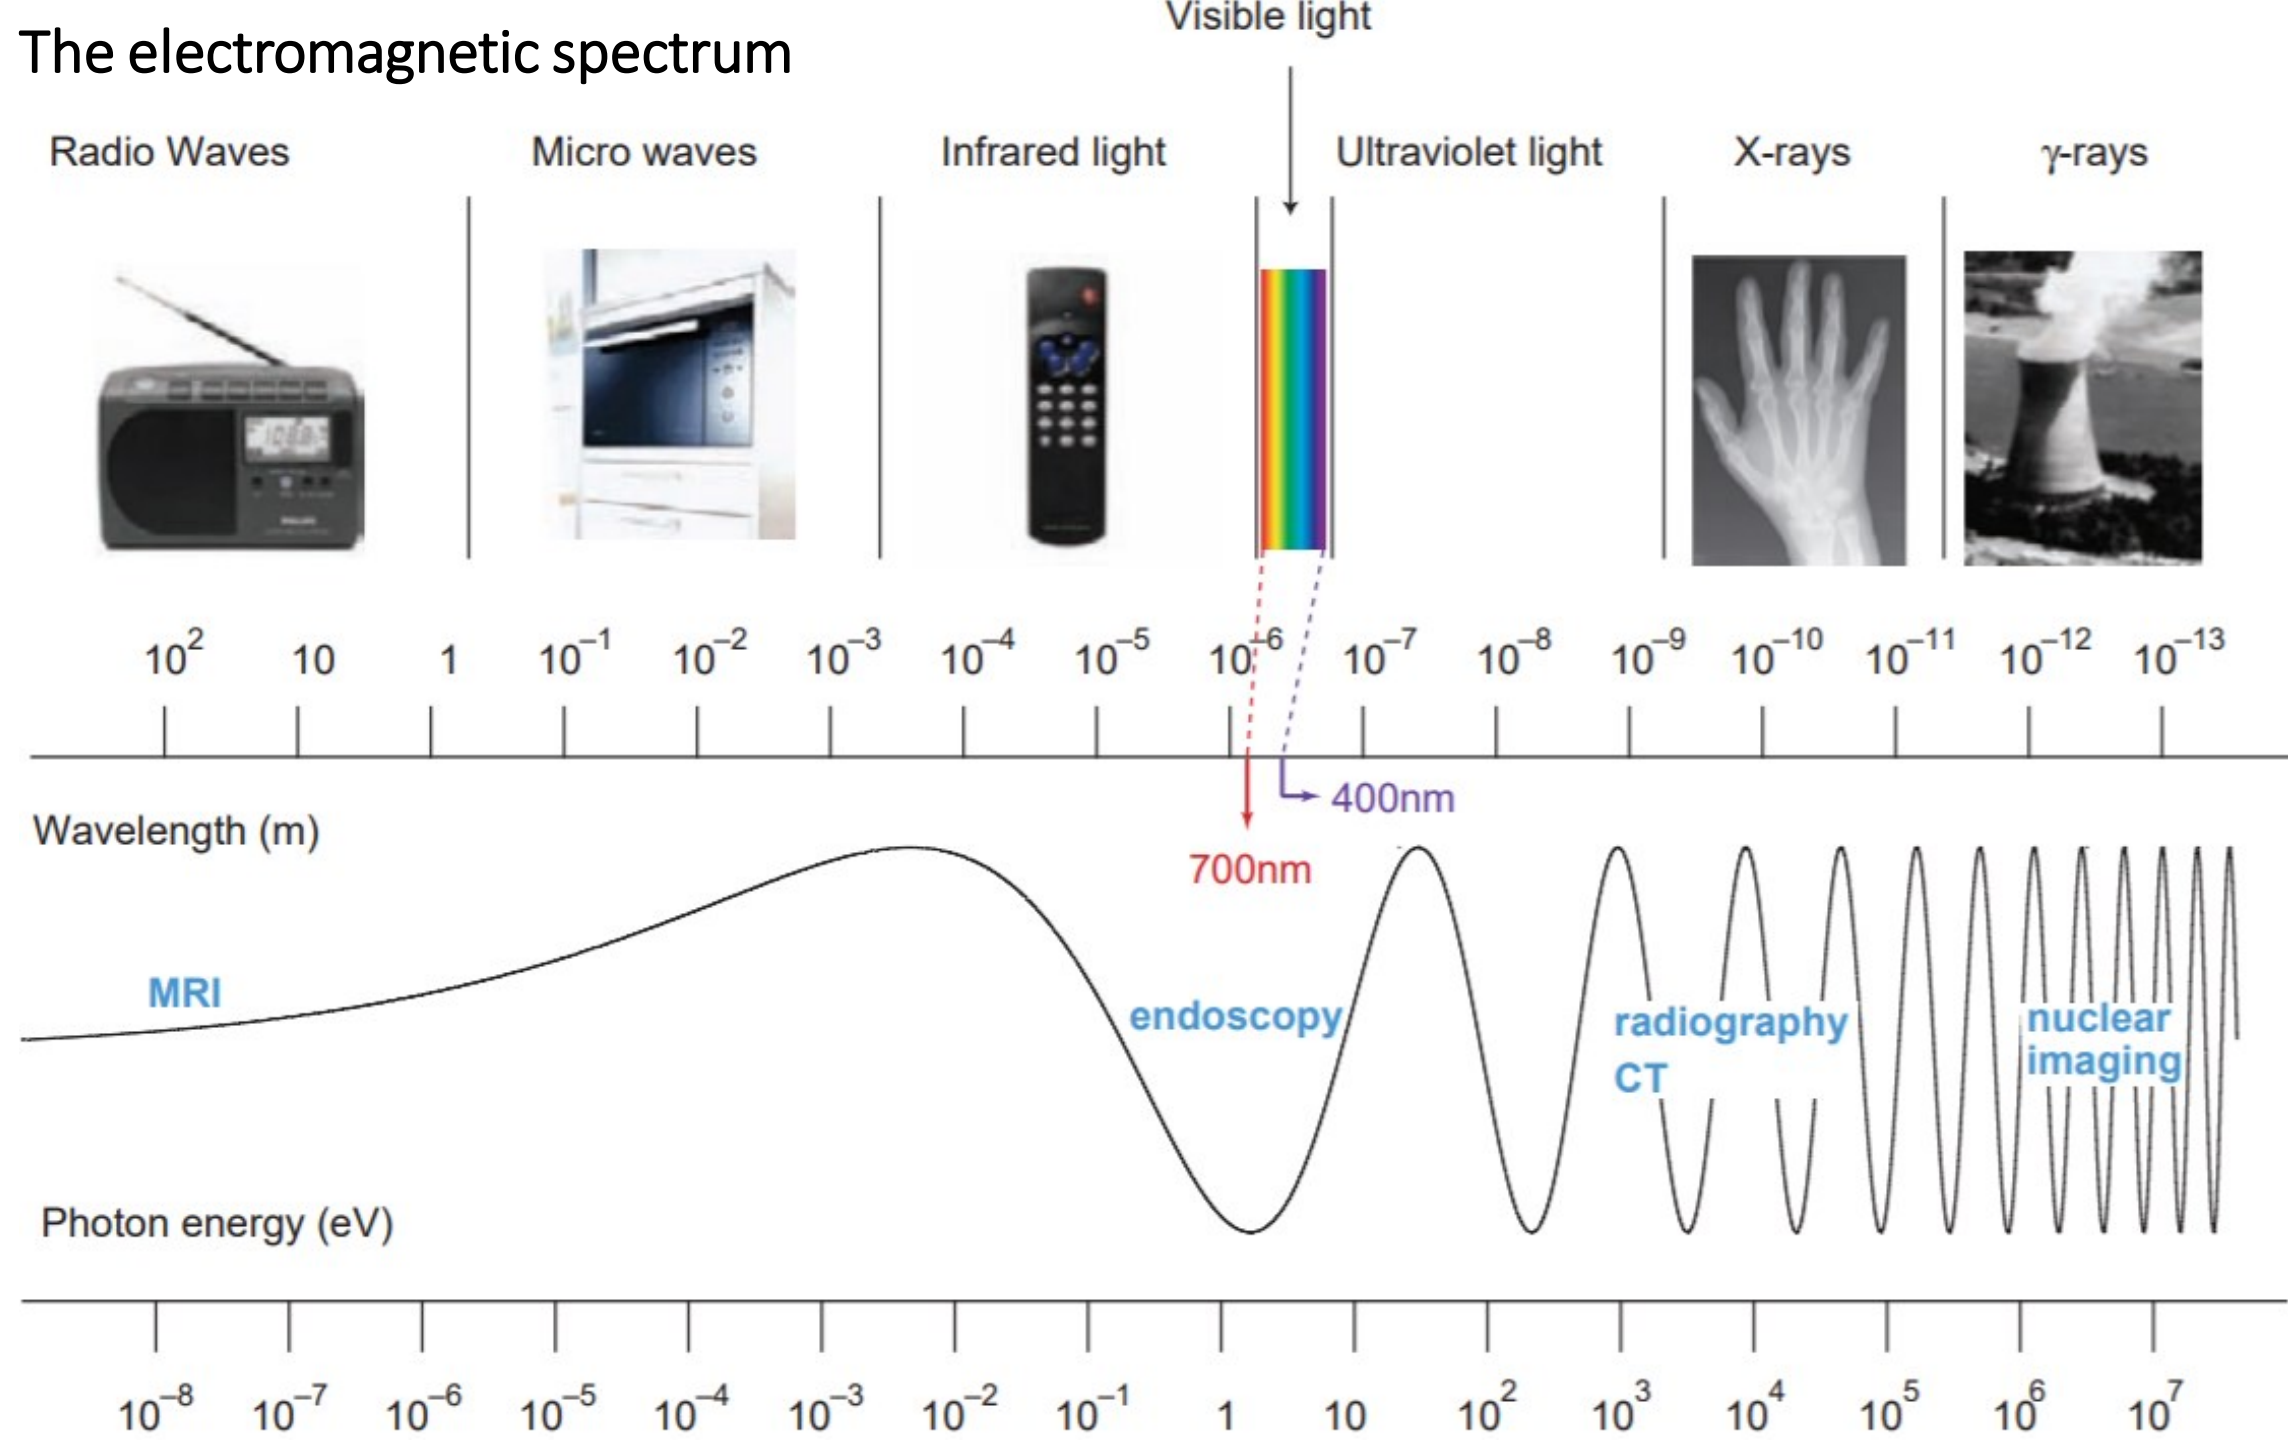 Visible light
The electromagnetic spectrum
Radio Waves
Micro waves
Infrared light
Ultraviolet light
X-rays
γ-rays
10² 10 1 10⁻¹ 10⁻² 10⁻³ 10⁻⁴ 10⁻⁵ 10⁻⁶ 10⁻⁷ 10⁻⁸ 10⁻⁹ 10⁻¹⁰ 10⁻¹¹ 10⁻¹² 10⁻¹³
400nm
Wavelength (m)
700nm
MRI
endoscopy
radiography
CT
nuclear
imaging
Photon energy (eV)
10⁻⁸ 10⁻⁷ 10⁻⁶ 10⁻⁵ 10⁻⁴ 10⁻³ 10⁻² 10⁻¹ 1 10 10² 10³ 10⁴ 10⁵ 10⁶ 10⁷